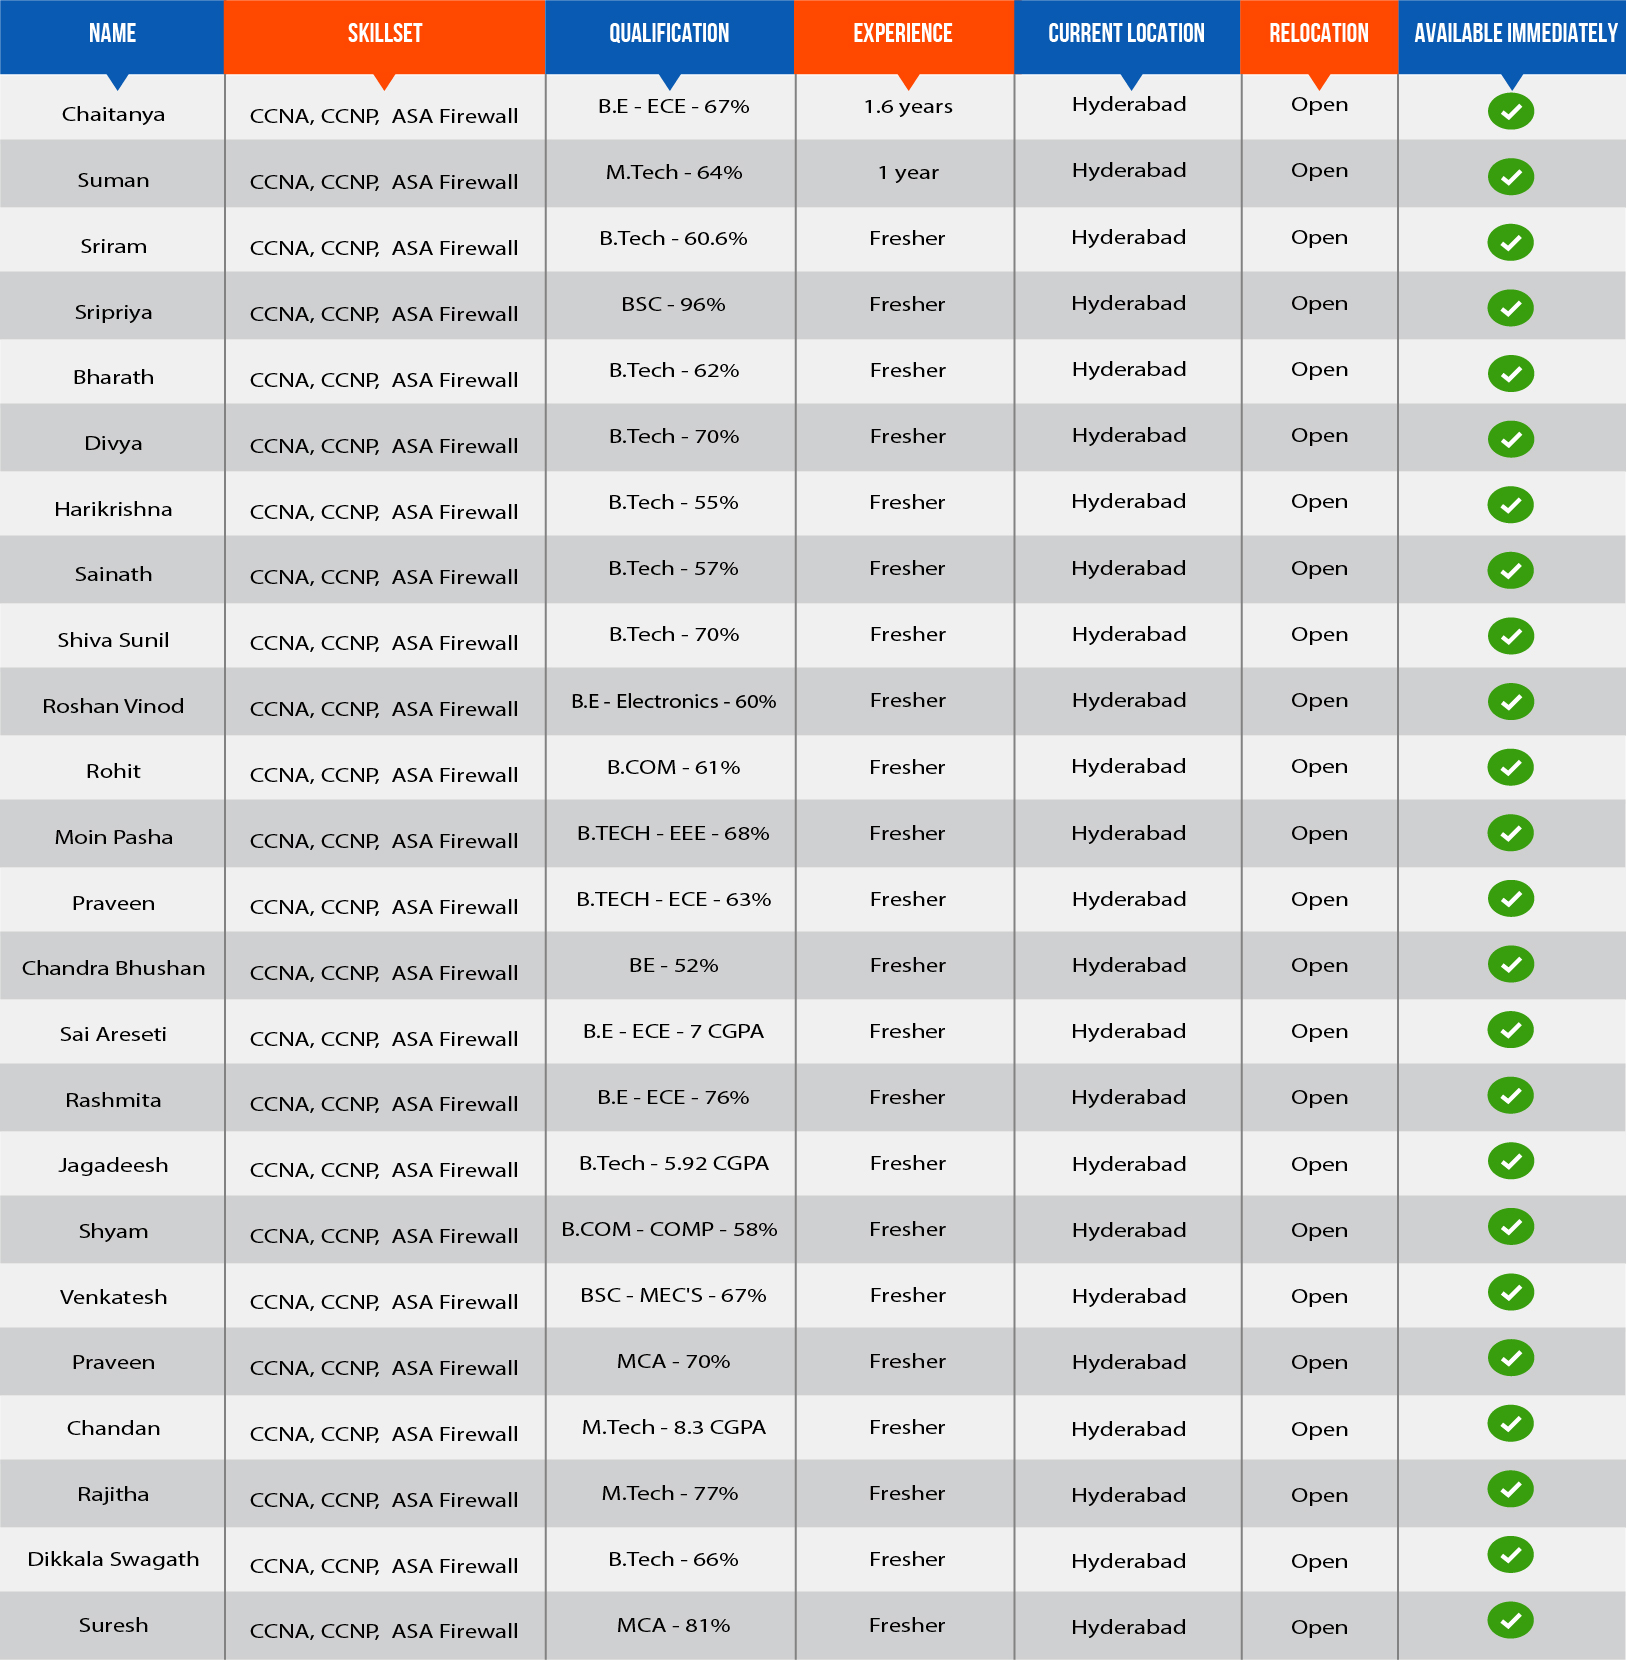 NAME SKILLSET QUALIFICATION EXPERIENCE CURRENT LOCATION RELOCATION AVAILABLE IMMEDIATELY
Chaitanya CCNA, CCNP, ASA Firewall B.E - ECE - 67% 1.6 years Hyderabad Open
Suman CCNA, CCNP, ASA Firewall M.Tech - 64% 1 year Hyderabad Open
Sriram CCNA, CCNP, ASA Firewall B.Tech - 60.6% Fresher Hyderabad Open
Sripriya CCNA, CCNP, ASA Firewall BSC - 96% Fresher Hyderabad Open
Bharath CCNA, CCNP, ASA Firewall B.Tech - 62% Fresher Hyderabad Open
Divya CCNA, CCNP, ASA Firewall B.Tech - 70% Fresher Hyderabad Open
Harikrishna CCNA, CCNP, ASA Firewall B.Tech - 55% Fresher Hyderabad Open
Sainath CCNA, CCNP, ASA Firewall B.Tech - 57% Fresher Hyderabad Open
Shiva Sunil CCNA, CCNP, ASA Firewall B.Tech - 70% Fresher Hyderabad Open
Roshan Vinod CCNA, CCNP, ASA Firewall B.E - Electronics - 60% Fresher Hyderabad Open
Rohit CCNA, CCNP, ASA Firewall B.COM - 61% Fresher Hyderabad Open
Moin Pasha CCNA, CCNP, ASA Firewall B.TECH - EEE - 68% Fresher Hyderabad Open
Praveen CCNA, CCNP, ASA Firewall B.TECH - ECE - 63% Fresher Hyderabad Open
Chandra Bhushan CCNA, CCNP, ASA Firewall BE - 52% Fresher Hyderabad Open
Sai Areseti CCNA, CCNP, ASA Firewall B.E - ECE - 7 CGPA Fresher Hyderabad Open
Rashmita CCNA, CCNP, ASA Firewall B.E - ECE - 76% Fresher Hyderabad Open
Jagadeesh CCNA, CCNP, ASA Firewall B.Tech - 5.92 CGPA Fresher Hyderabad Open
Shyam CCNA, CCNP, ASA Firewall B.COM - COMP - 58% Fresher Hyderabad Open
Venkatesh CCNA, CCNP, ASA Firewall BSC - MEC'S - 67% Fresher Hyderabad Open
Praveen CCNA, CCNP, ASA Firewall MCA - 70% Fresher Hyderabad Open
Chandan CCNA, CCNP, ASA Firewall M.Tech - 8.3 CGPA Fresher Hyderabad Open
Rajitha CCNA, CCNP, ASA Firewall M.Tech - 77% Fresher Hyderabad Open
Dikkala Swagath CCNA, CCNP, ASA Firewall B.Tech - 66% Fresher Hyderabad Open
Suresh CCNA, CCNP, ASA Firewall MCA - 81% Fresher Hyderabad Open